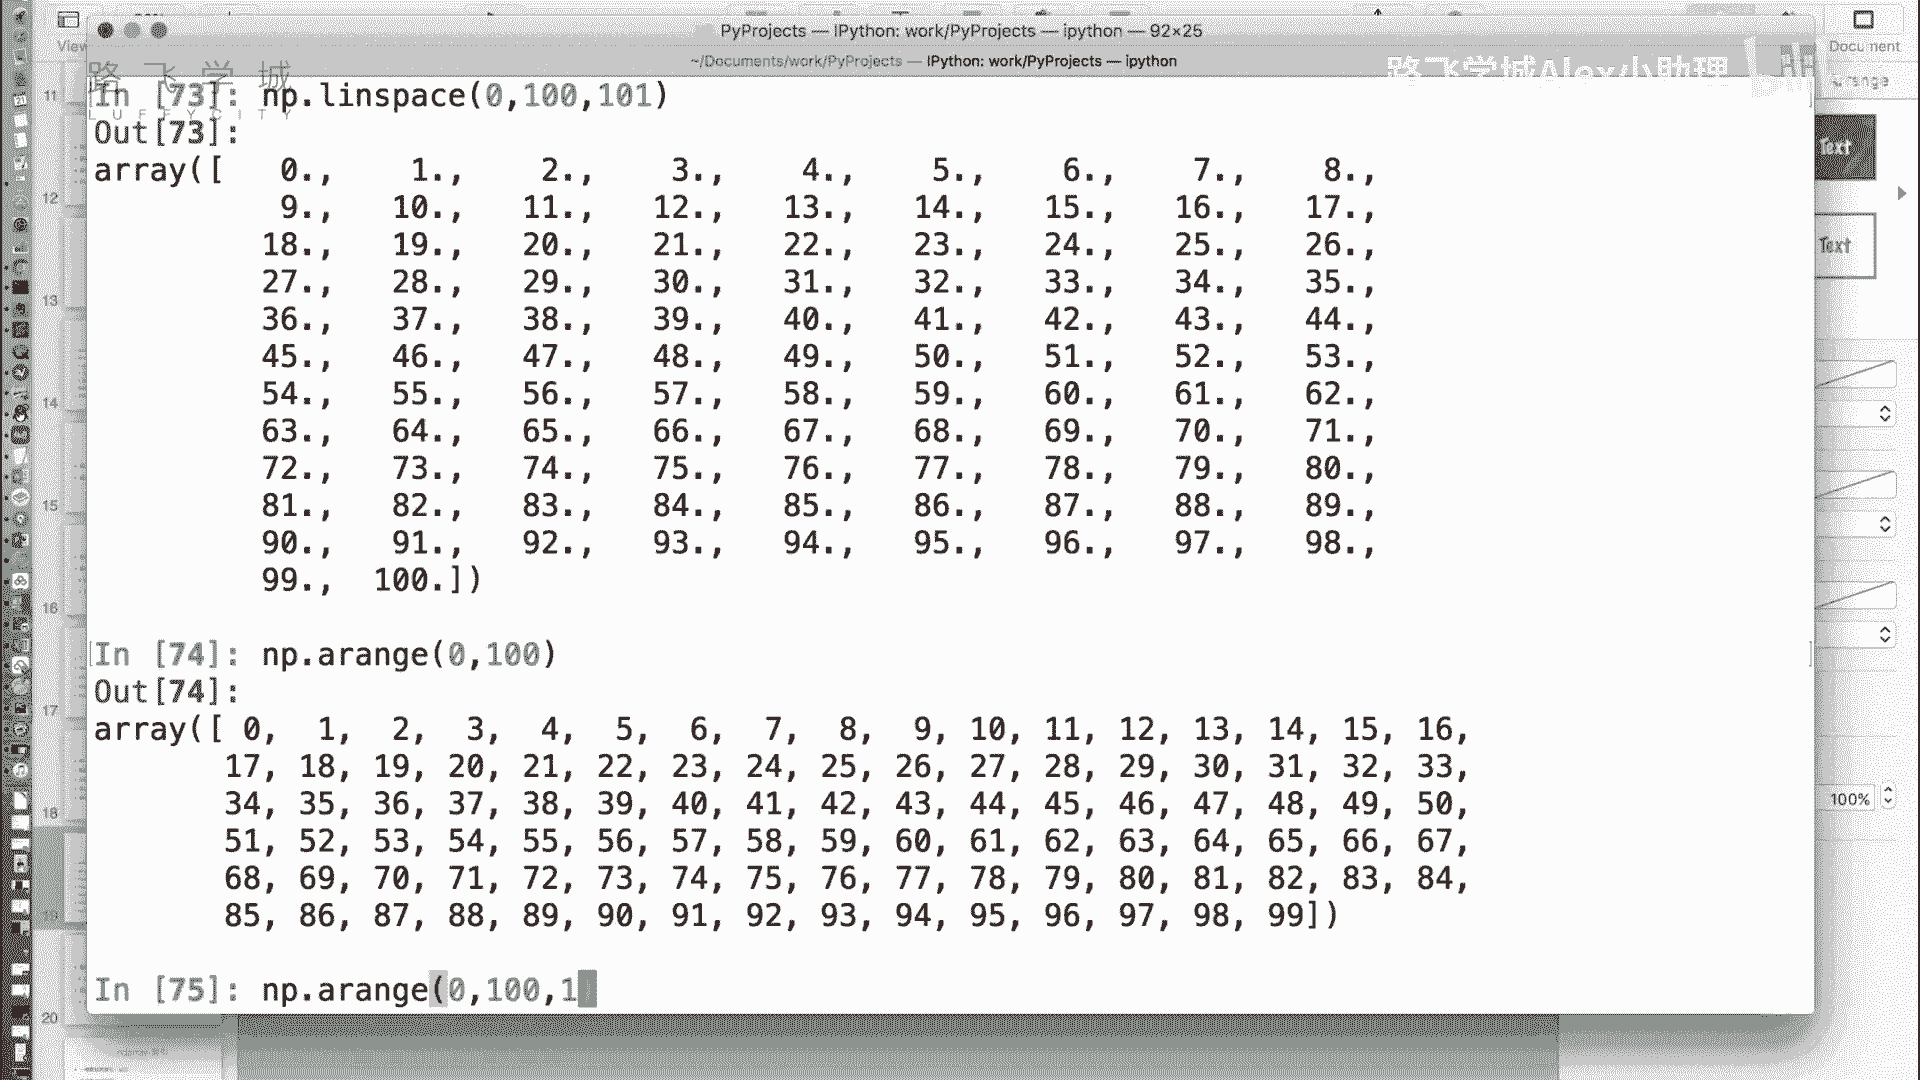 PyProjects — IPython: work/PyProjects — ipython — 92×25
View
Document
~/Documents/work/PyProjects — IPython: work/PyProjects — ipython
路飞学城Alex小助理
路飞学城
LUFFYCITY
In [73]: np.linspace(0,100,101)
Out[73]:
array([   0.,    1.,    2.,    3.,    4.,    5.,    6.,    7.,    8.,
9.,   10.,   11.,   12.,   13.,   14.,   15.,   16.,   17.,
18.,   19.,   20.,   21.,   22.,   23.,   24.,   25.,   26.,
27.,   28.,   29.,   30.,   31.,   32.,   33.,   34.,   35.,
36.,   37.,   38.,   39.,   40.,   41.,   42.,   43.,   44.,
45.,   46.,   47.,   48.,   49.,   50.,   51.,   52.,   53.,
54.,   55.,   56.,   57.,   58.,   59.,   60.,   61.,   62.,
63.,   64.,   65.,   66.,   67.,   68.,   69.,   70.,   71.,
72.,   73.,   74.,   75.,   76.,   77.,   78.,   79.,   80.,
81.,   82.,   83.,   84.,   85.,   86.,   87.,   88.,   89.,
90.,   91.,   92.,   93.,   94.,   95.,   96.,   97.,   98.,
99.,  100.])
In [74]: np.arange(0,100)
Out[74]:
array([ 0,  1,  2,  3,  4,  5,  6,  7,  8,  9, 10, 11, 12, 13, 14, 15, 16,
17, 18, 19, 20, 21, 22, 23, 24, 25, 26, 27, 28, 29, 30, 31, 32, 33,
34, 35, 36, 37, 38, 39, 40, 41, 42, 43, 44, 45, 46, 47, 48, 49, 50,
51, 52, 53, 54, 55, 56, 57, 58, 59, 60, 61, 62, 63, 64, 65, 66, 67,
68, 69, 70, 71, 72, 73, 74, 75, 76, 77, 78, 79, 80, 81, 82, 83, 84,
85, 86, 87, 88, 89, 90, 91, 92, 93, 94, 95, 96, 97, 98, 99])
In [75]: np.arange(0,100,1
11
12
13
14
15
16
17
18
19
20
Text
Text
100%